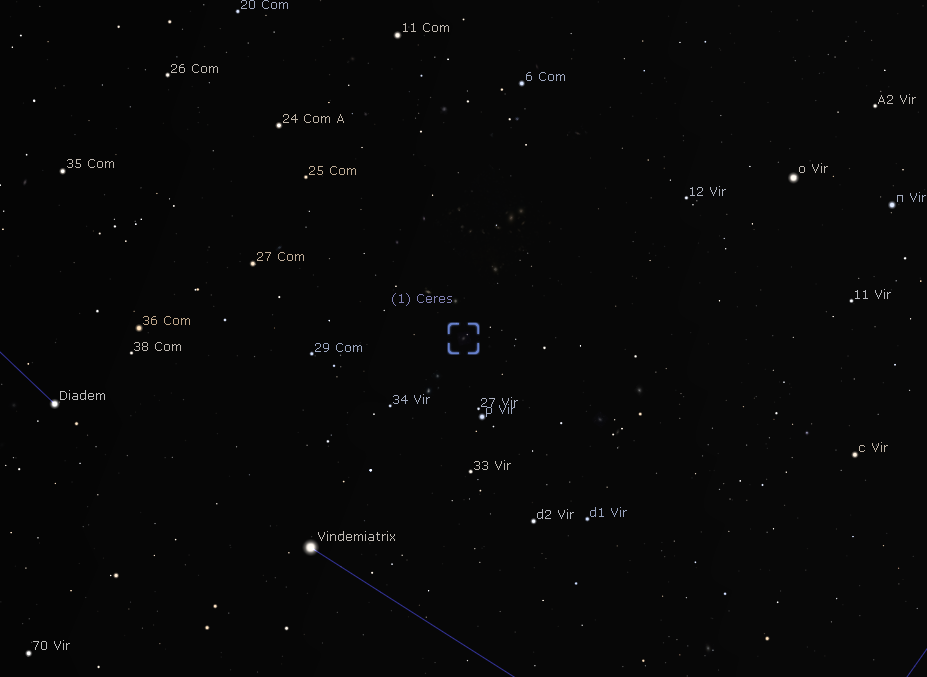 20 Com
11 Com
26 Com
6 Com
A2 Vir
24 Com A
35 Com
25 Com
o Vir
12 Vir
π Vir
27 Com
11 Vir
(1) Ceres
36 Com
38 Com
29 Com
Diadem
34 Vir
27 Vir
ρ Vir
c Vir
33 Vir
d2 Vir
d1 Vir
Vindemiatrix
70 Vir